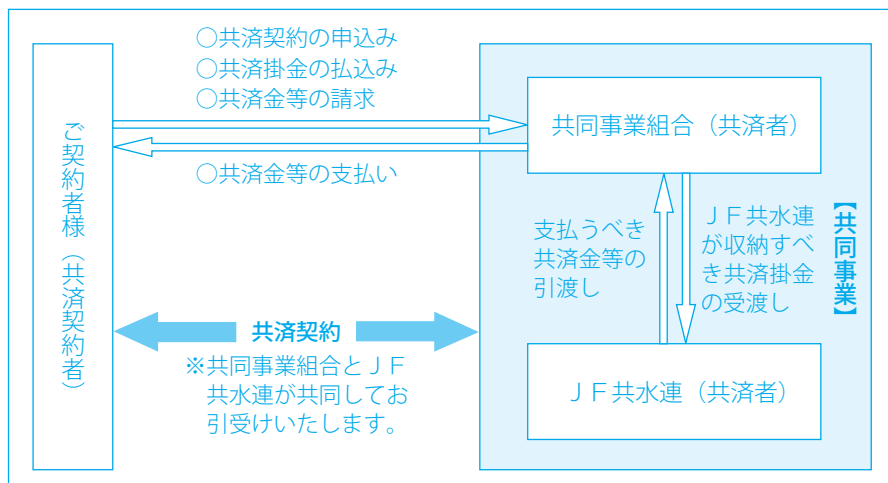 ○共済契約の申込み
○共済掛金の払込み
○共済金等の請求
○共済金等の支払い
ご契約者様（共済契約者）
共済契約
※共同事業組合とＪＦ
共水連が共同してお
引受けいたします。
共同事業組合（共済者）
支払うべき
共済金等の
引渡し
ＪＦ共水連
が収納すべ
き共済掛金
の受渡し
【共同事業】
ＪＦ共水連（共済者）